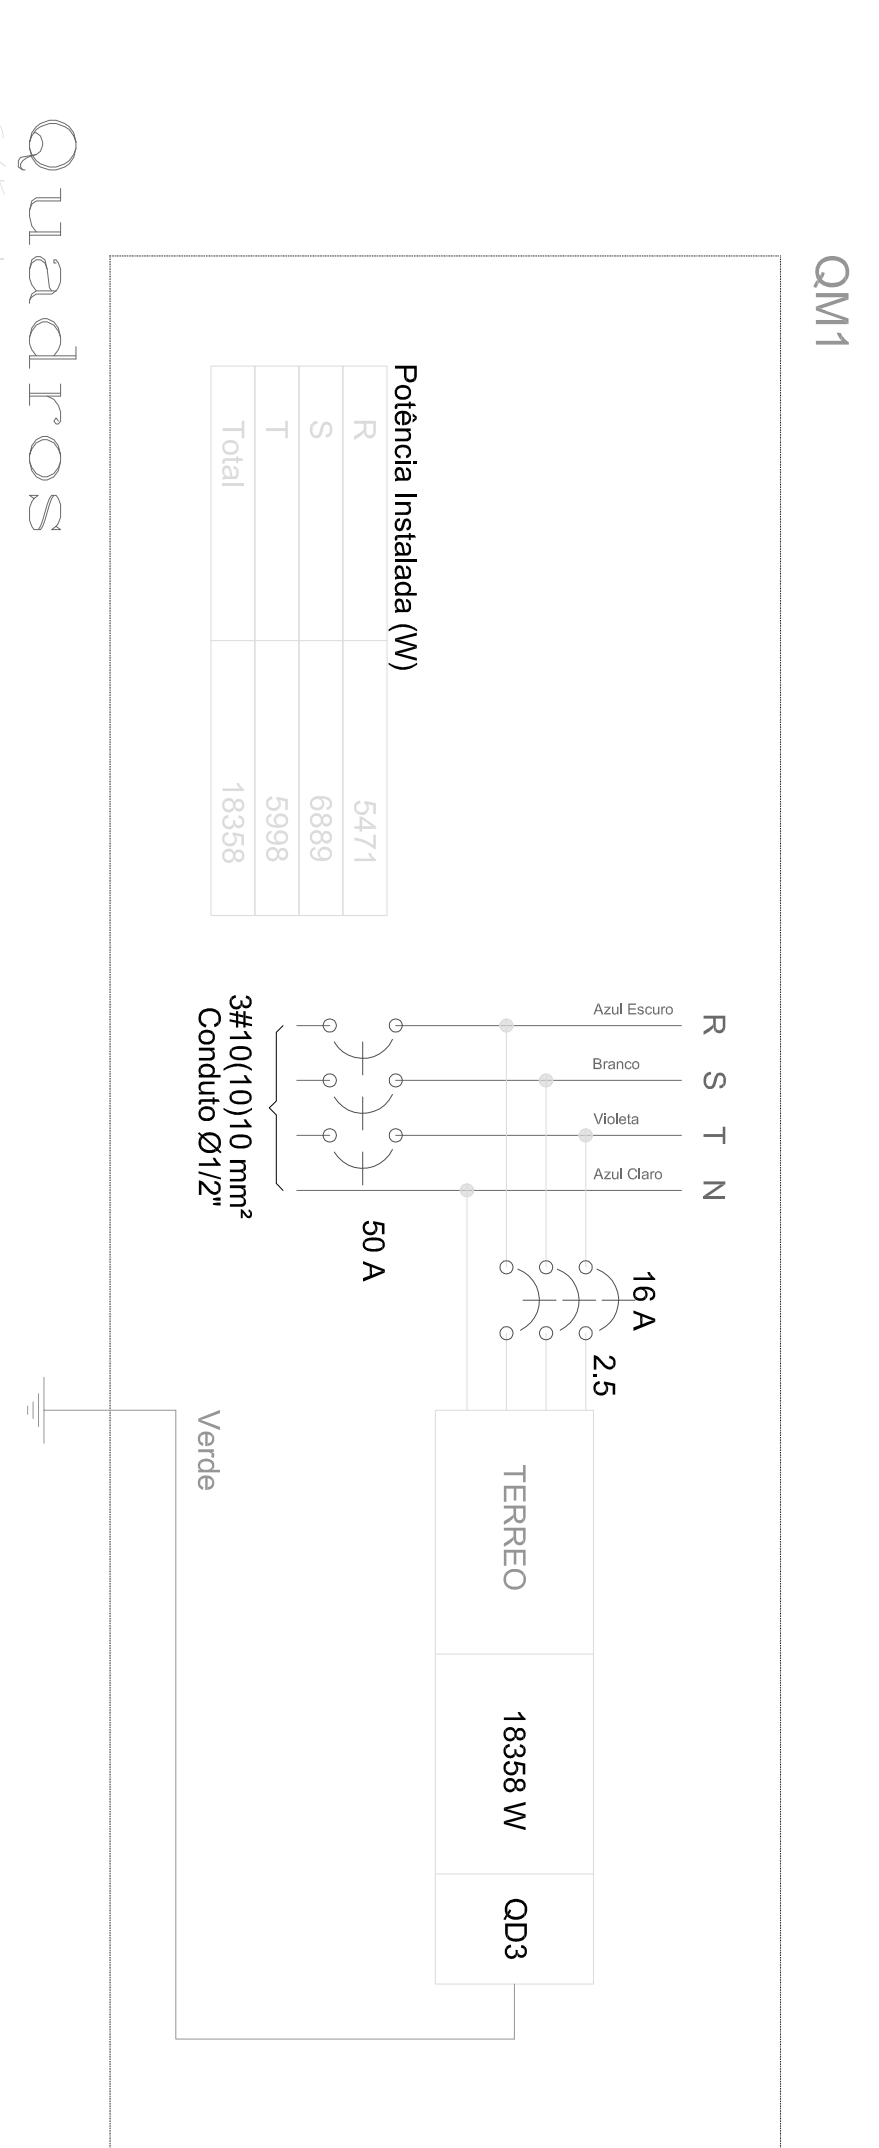 QM1
Potência Instalada (W)
R 5471
S 6889
T 5998
Total 18358
R
S
T
N
Azul Escuro
Branco
Violeta
Azul Claro
16 A
2.5
50 A
3#10(10)10 mm²
Conduto Ø1/2"
TERREO
18358 W
QD3
Verde
Quadros